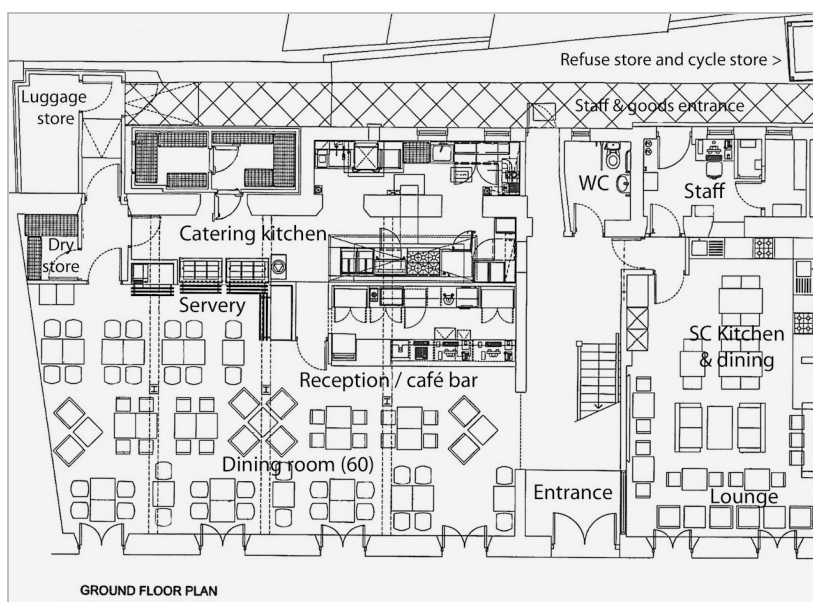 Refuse store and cycle store >
Luggage
store
Staff & goods entrance
WC
Staff
Catering kitchen
Dry
store
Servery
SC Kitchen
& dining
Reception / café bar
Dining room (60)
Entrance
Lounge
GROUND FLOOR PLAN